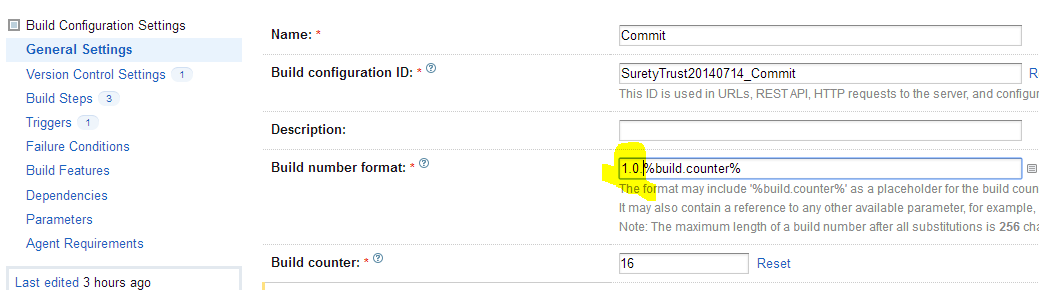 Build Configuration Settings
General Settings
Version Control Settings 1
Build Steps 3
Triggers 1
Failure Conditions
Build Features
Dependencies
Parameters
Agent Requirements
Last edited 3 hours ago
Name: * Commit
Build configuration ID: * ? SuretyTrust20140714_Commit R
This ID is used in URLs, REST API, HTTP requests to the server, and configur
Description:
Build number format: * ? 1.0.%build.counter%
The format may include '%build.counter%' as a placeholder for the build coun
It may also contain a reference to any other available parameter, for example,
Note: The maximum length of a build number after all substitutions is 256 cha
Build counter: * ? 16 Reset